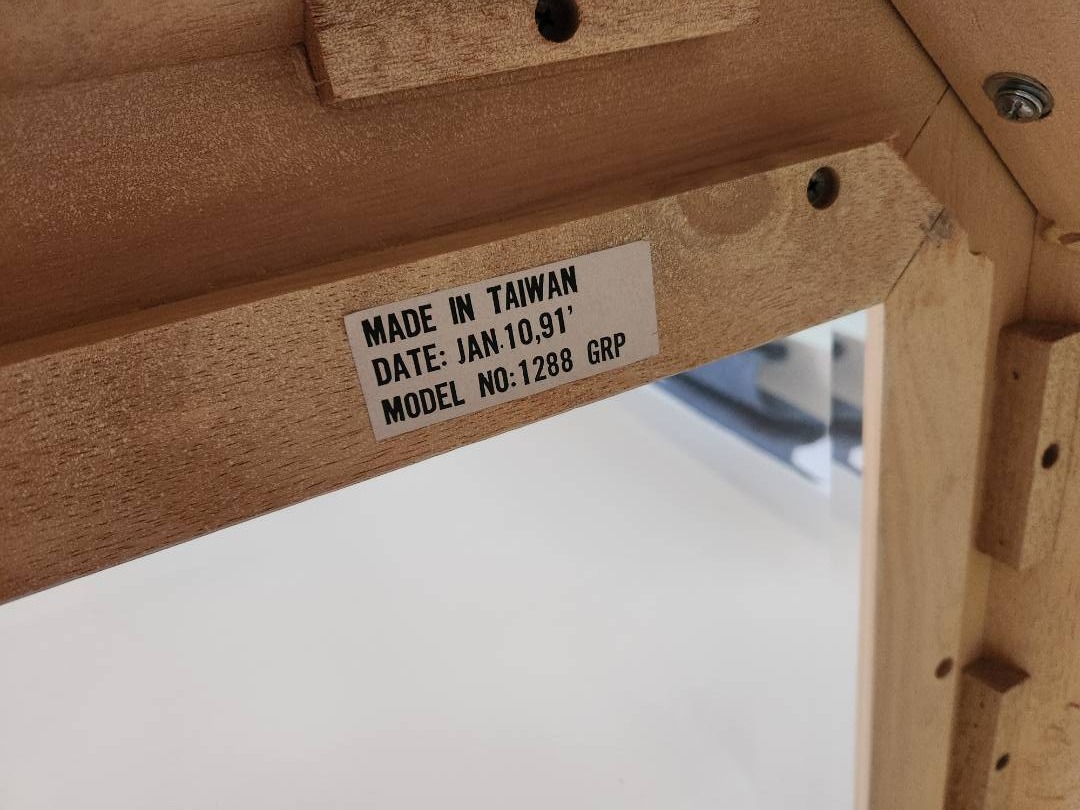 MADE IN TAIWAN
DATE: JAN.10,91'
MODEL NO:1288 GRP